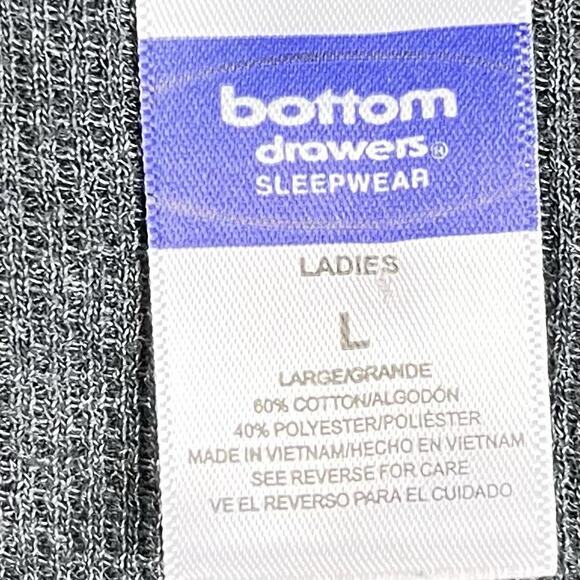 bottom
drawers®
SLEEPWEAR
LADIES
L
LARGE/GRANDE
60% COTTON/ALGODÓN
40% POLYESTER/POLIÉSTER
MADE IN VIETNAM/HECHO EN VIETNAM
SEE REVERSE FOR CARE
VE EL REVERSO PARA EL CUIDADO